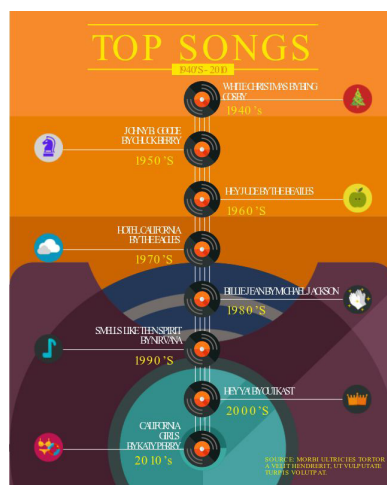 TOP SONGS
1940'S - 2010
WHITE CHRISTMAS BY BING
COSBY
1940's
JOHNY B. GOODE
BY CHUCK BERRY
1950'S
HEY JUDE BY THE BEATLES
1960'S
HOTEL CALIFORNIA
BY THE EAGLES
1970'S
BILLIE JEAN BY MICHAEL JACKSON
1980'S
SMELLS LIKE TEEN SPIRIT
BY NIRVANA
1990'S
HEY YA! BY OUTKAST
2000'S
CALIFORNIA
GIRLS
BY KATY PERRY
2010's
SOURCE: MORBI ULTRICIES TORTOR
A VELIT HENDRERIT, UT VULPUTATE
TURPIS VOLUTPAT.